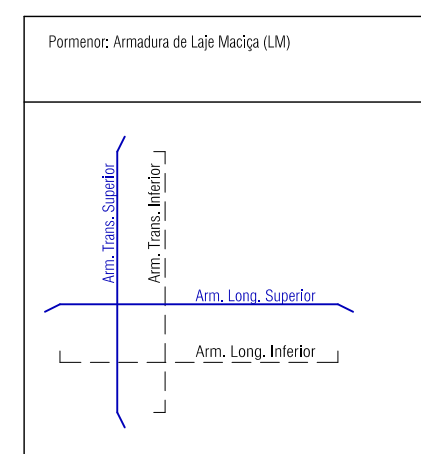 Pormenor: Armadura de Laje Maciça (LM)
Arm. Trans. Superior
Arm. Trans. Inferior
Arm. Long. Superior
Arm. Long. Inferior